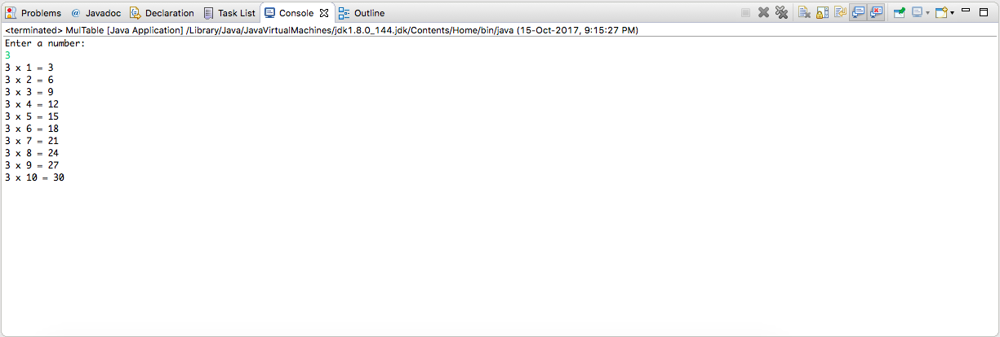 Problems @ Javadoc Declaration Task List Console Outline
<terminated> MulTable [Java Application] /Library/Java/JavaVirtualMachines/jdk1.8.0_144.jdk/Contents/Home/bin/java (15-Oct-2017, 9:15:27 PM)
Enter a number:
3
3 x 1 = 3
3 x 2 = 6
3 x 3 = 9
3 x 4 = 12
3 x 5 = 15
3 x 6 = 18
3 x 7 = 21
3 x 8 = 24
3 x 9 = 27
3 x 10 = 30